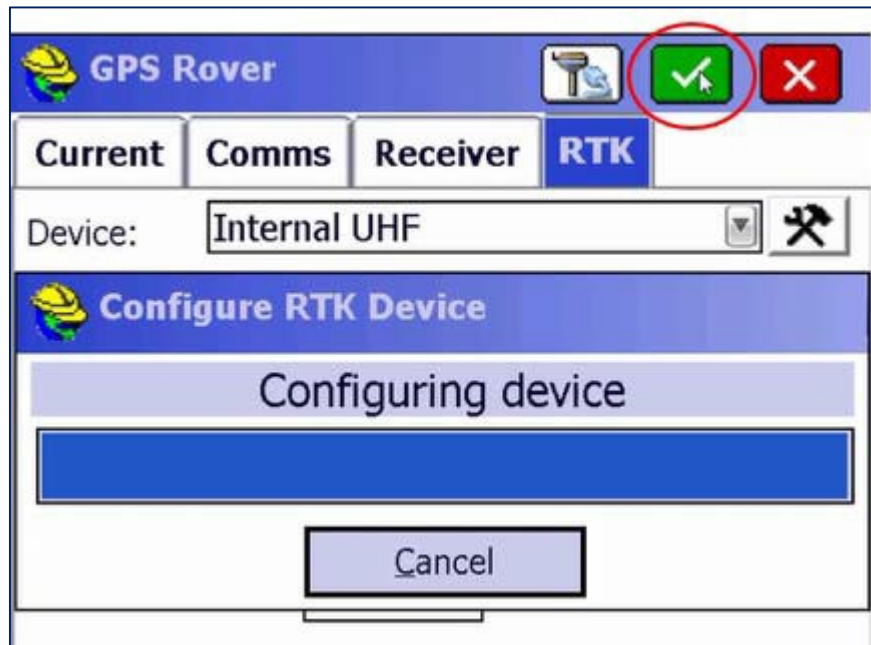 GPS Rover
Current Comms Receiver RTK
Device: Internal UHF
Configure RTK Device
Configuring device
Cancel